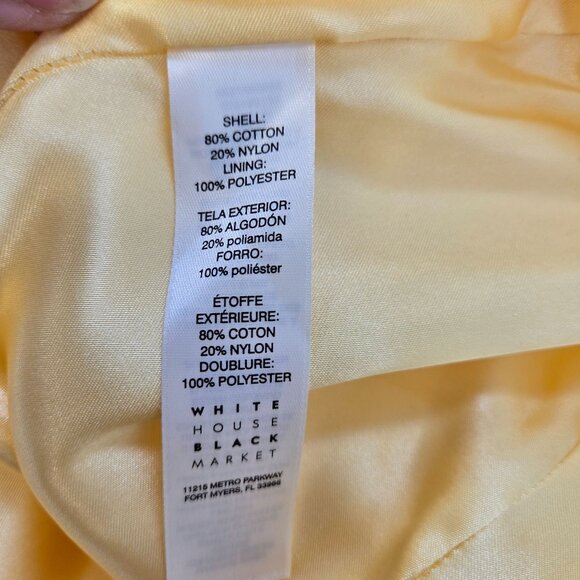 SHELL:
80% COTTON
20% NYLON
LINING:
100% POLYESTER
TELA EXTERIOR:
80% ALGODÓN
20% poliamida
FORRO:
100% poliéster
ÉTOFFE
EXTÉRIEURE:
80% COTON
20% NYLON
DOUBLURE:
100% POLYESTER
WHITE
HOUSE
BLACK
MARKET
11215 METRO PARKWAY
FORT MYERS, FL 33966